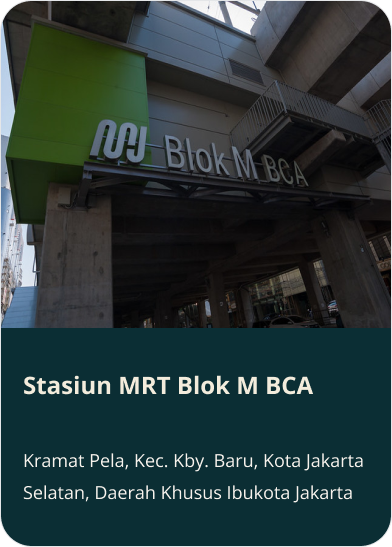 Blok M BCA
Stasiun MRT Blok M BCA
Kramat Pela, Kec. Kby. Baru, Kota Jakarta
Selatan, Daerah Khusus Ibukota Jakarta